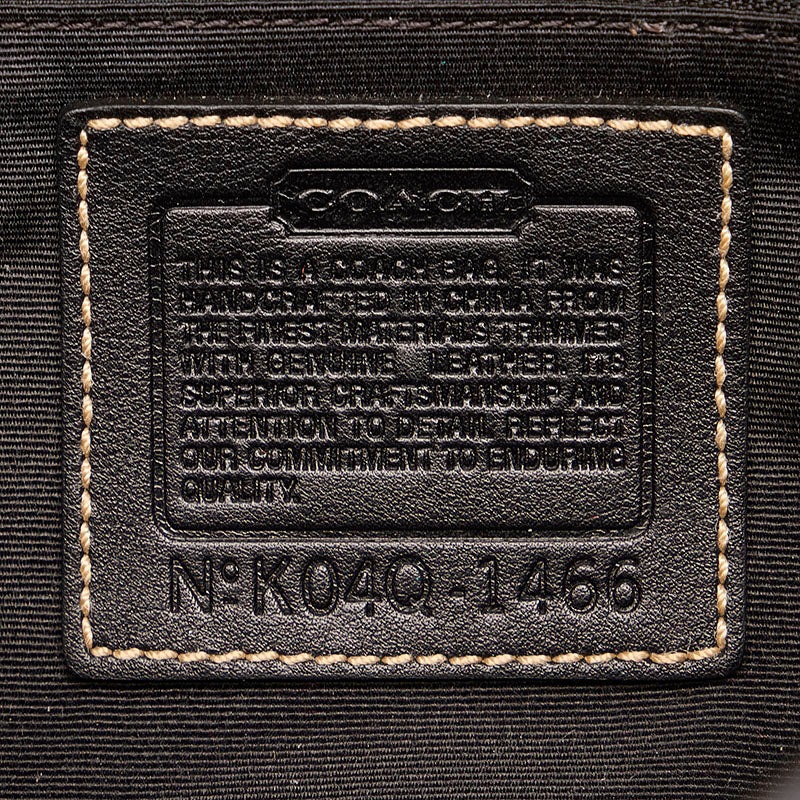 COACH
THIS IS A COACH BAG. IT WAS
HANDCRAFTED IN CHINA FROM
THE FINEST MATERIALS TRIMMED
WITH GENUINE LEATHER. ITS
SUPERIOR CRAFTSMANSHIP AND
ATTENTION TO DETAIL REFLECT
OUR COMMITMENT TO ENDURING
QUALITY.
Nº K04Q-1466